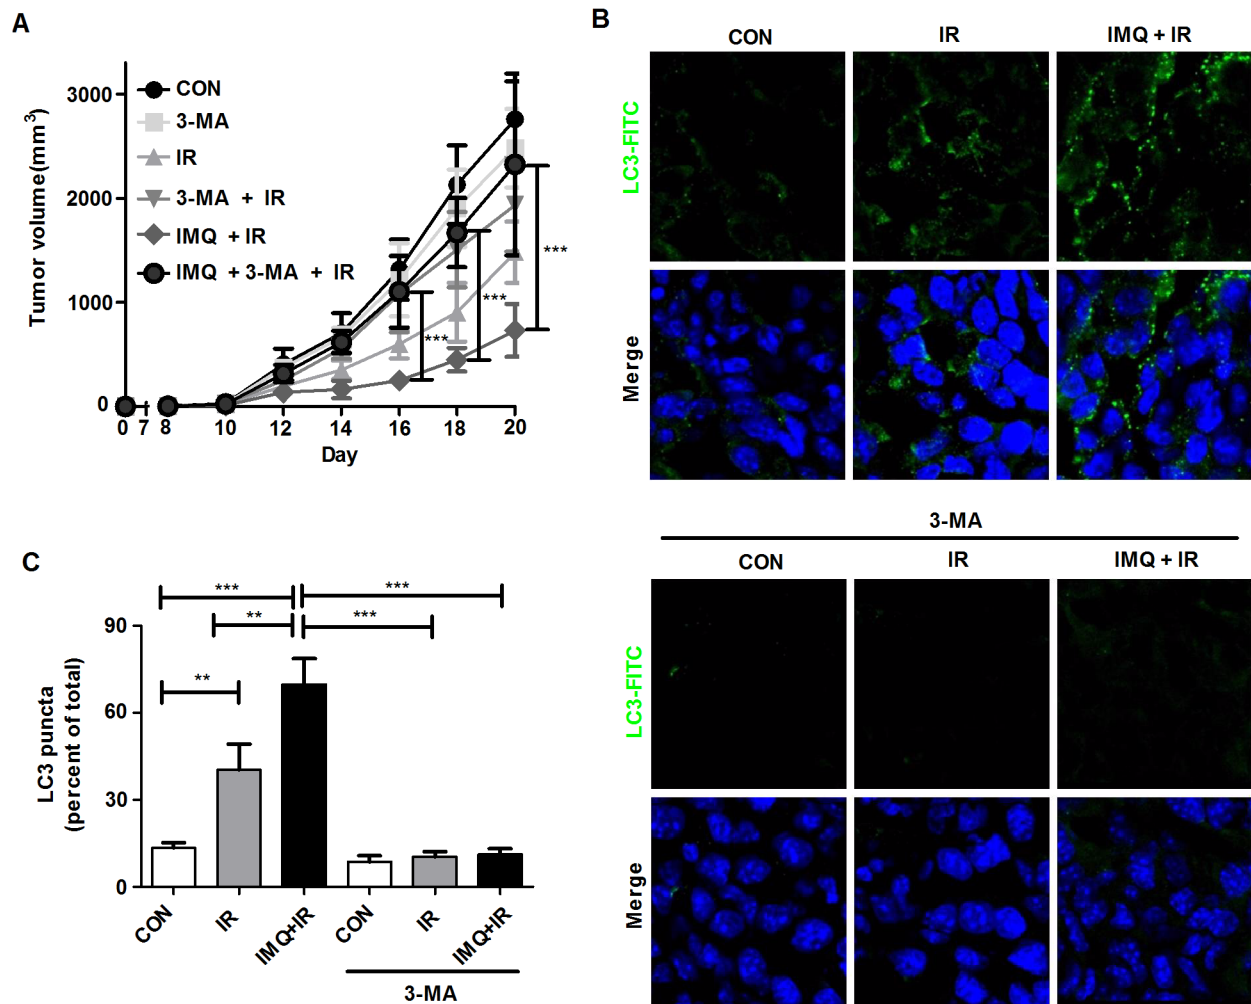 A
Tumor volume(mm3)
3000
2000
1000
0
CON
3-MA
IR
3-MA + IR
IMQ + IR
IMQ + 3-MA + IR
***
***
***
0 7 8 10 12 14 16 18 20
Day
B
CON IR IMQ + IR
LC3-FITC
Merge
3-MA
CON IR IMQ + IR
LC3-FITC
Merge
C
LC3 puncta
(percent of total)
90
60
30
0
*** ***
** ***
**
CON IR IMQ+IR CON IR IMQ+IR
3-MA